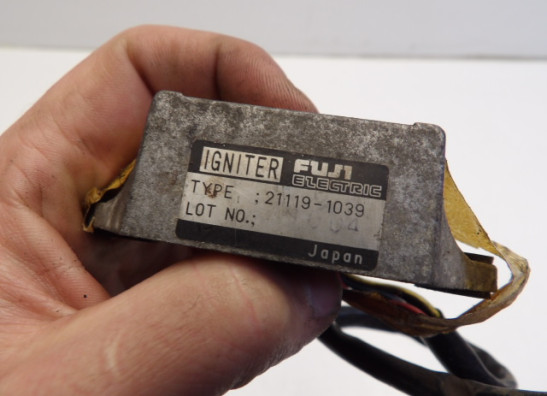 IGNITER FUJI ELECTRIC
TYPE ; 21119-1039
LOT NO.;
Japan